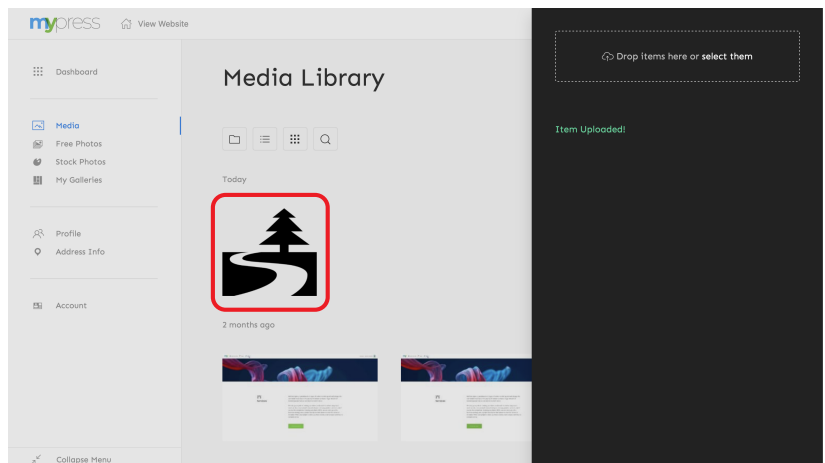 mypress
View Website
Dashboard
Media
Free Photos
Stock Photos
My Galleries
Profile
Address Info
Account
Collapse Menu
Media Library
Today
2 months ago
Drop items here or select them
Item Uploaded!